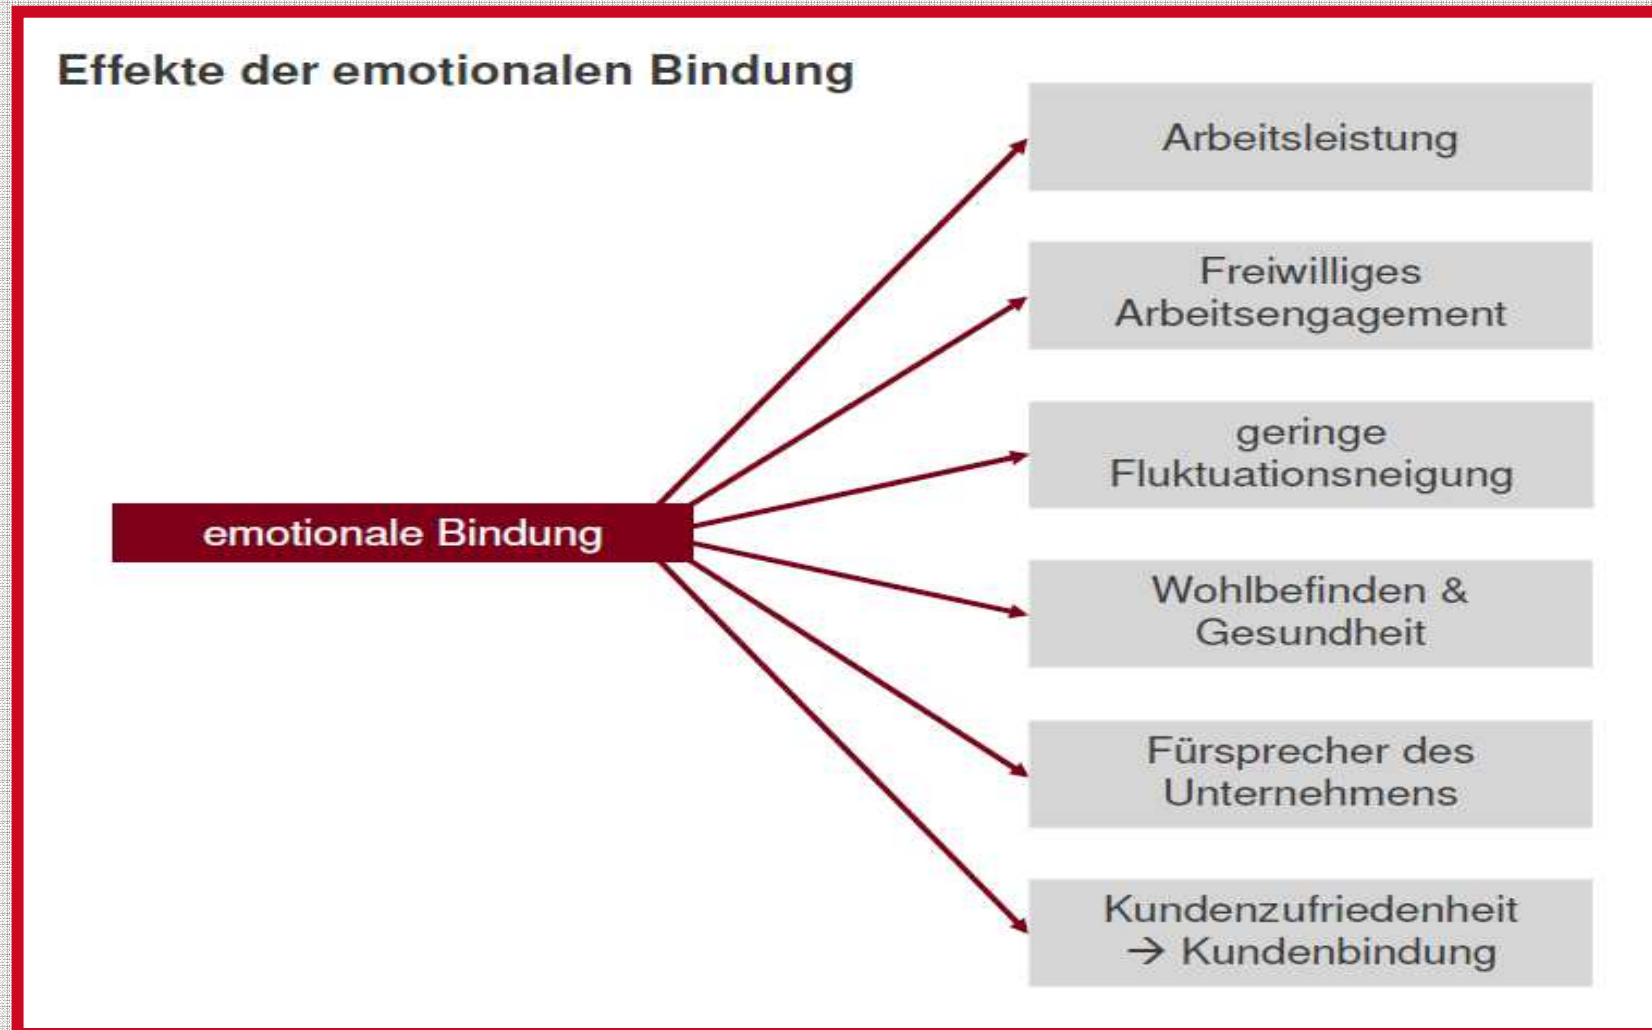 Effekte der emotionalen Bindung
Arbeitsleistung
Freiwilliges
Arbeitsengagement
geringe
Fluktuationsneigung
emotionale Bindung
Wohlbefinden &
Gesundheit
Fürsprecher des
Unternehmens
Kundenzufriedenheit
→ Kundenbindung